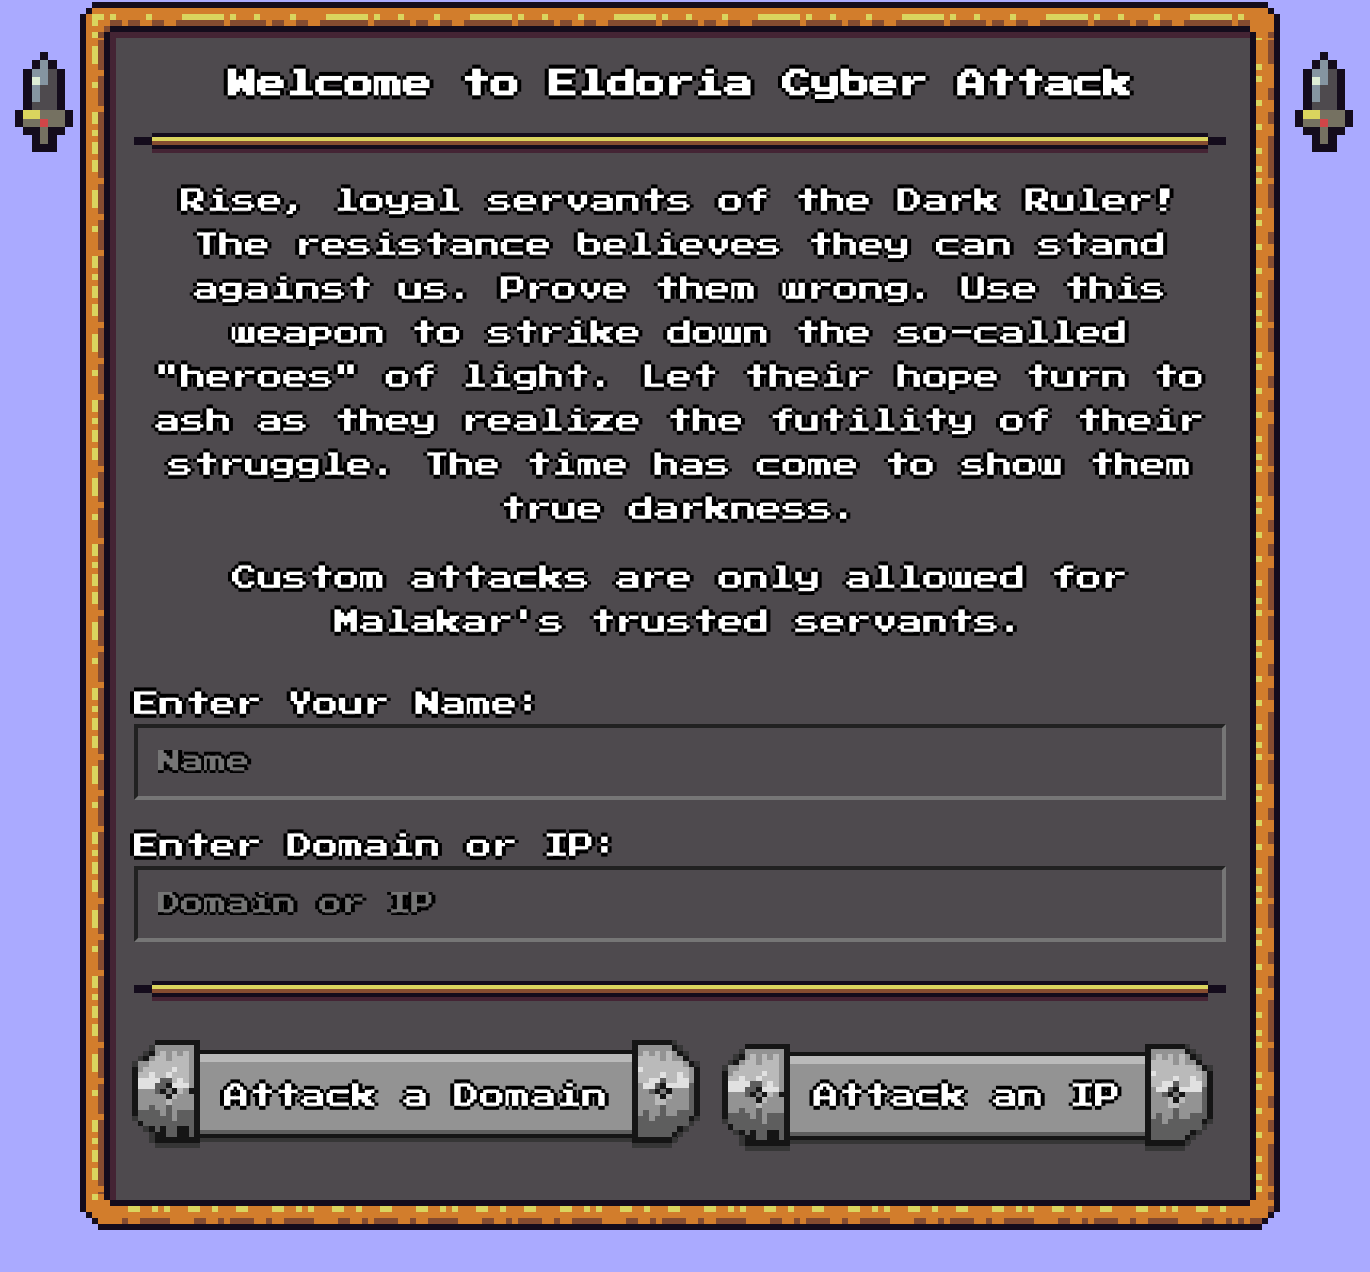 Welcome to Eldoria Cyber Attack
Rise, loyal servants of the Dark Ruler!
The resistance believes they can stand
against us. Prove them wrong. Use this
weapon to strike down the so-called
"heroes" of light. Let their hope turn to
ash as they realize the futility of their
struggle. The time has come to show them
true darkness.
Custom attacks are only allowed for
Malakar's trusted servants.
Enter Your Name:
Name
Enter Domain or IP:
Domain or IP
Attack a Domain
Attack an IP